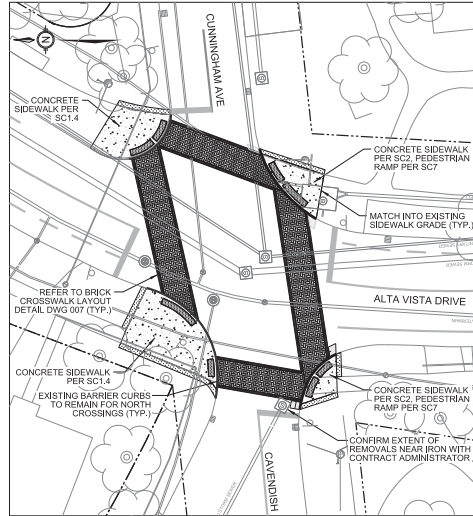 N
CUNNINGHAM AVE
CONCRETE
SIDEWALK PER
SC1.4
CONCRETE SIDEWALK
PER SC2, PEDESTRIAN
RAMP PER SC7
MATCH INTO EXISTING
SIDEWALK GRADE (TYP.)
REFER TO BRICK
CROSSWALK LAYOUT
DETAIL DWG 007 (TYP.)
ALTA VISTA DRIVE
CONCRETE SIDEWALK
PER SC1.4
EXISTING BARRIER CURBS
TO REMAIN FOR NORTH
CROSSINGS (TYP.)
CONCRETE SIDEWALK
PER SC2, PEDESTRIAN
RAMP PER SC7
CONFIRM EXTENT OF
REMOVALS NEAR IRON WITH
CONTRACT ADMINISTRATOR
CAVENDISH